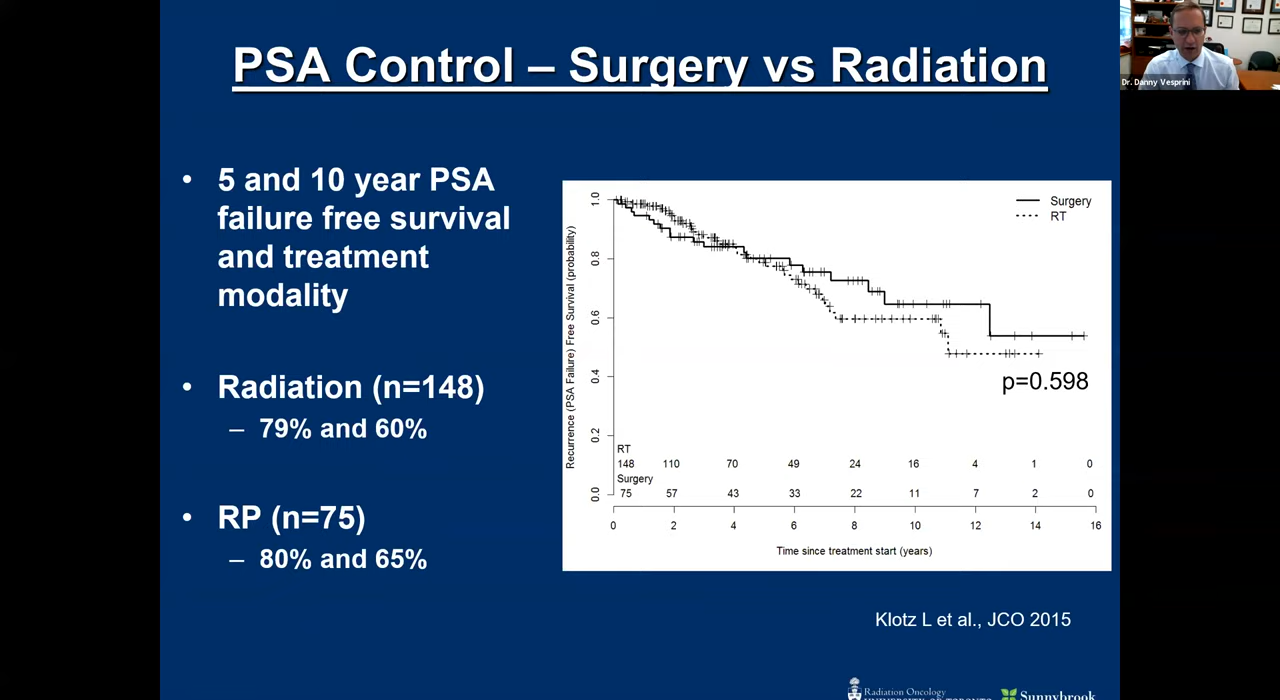 PSA Control – Surgery vs Radiation
Dr. Danny Vesprini
• 5 and 10 year PSA
failure free survival
and treatment
modality
• Radiation (n=148)
– 79% and 60%
• RP (n=75)
– 80% and 65%
Recurrence (PSA Failure) Free Survival (probability)
1.0
0.8
0.6
0.4
0.2
0.0
Surgery
RT
p=0.598
RT
148 110 70 49 24 16 4 1 0
Surgery
75 57 43 33 22 11 7 2 0
0 2 4 6 8 10 12 14 16
Time since treatment start (years)
Klotz L et al., JCO 2015
Radiation Oncology
UNIVERSITY OF TORONTO
Sunnybrook